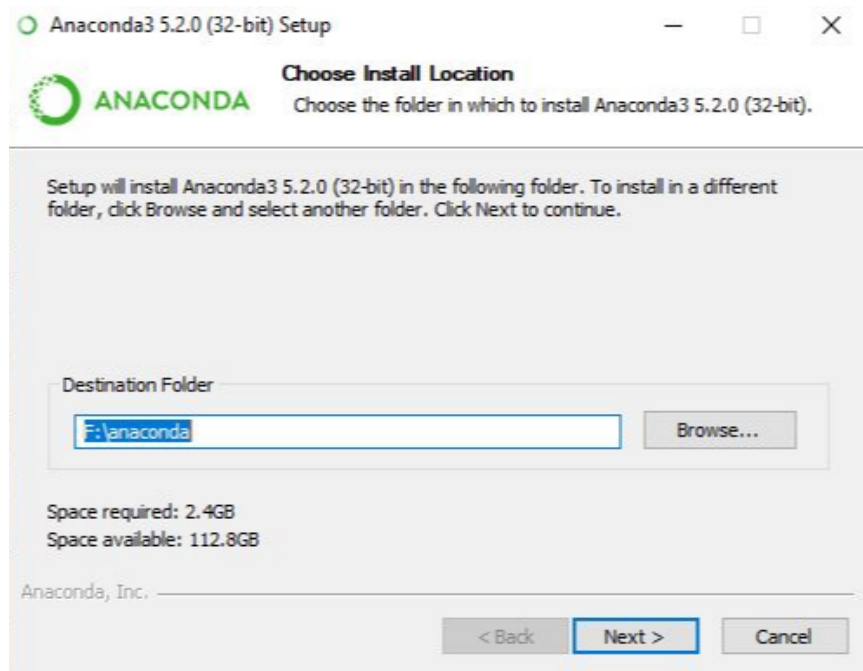 Anaconda3 5.2.0 (32-bit) Setup
ANACONDA
Choose Install Location
Choose the folder in which to install Anaconda3 5.2.0 (32-bit).
Setup will install Anaconda3 5.2.0 (32-bit) in the following folder. To install in a different
folder, click Browse and select another folder. Click Next to continue.
Destination Folder
F:\anaconda
Browse...
Space required: 2.4GB
Space available: 112.8GB
Anaconda, Inc.
< Back
Next >
Cancel